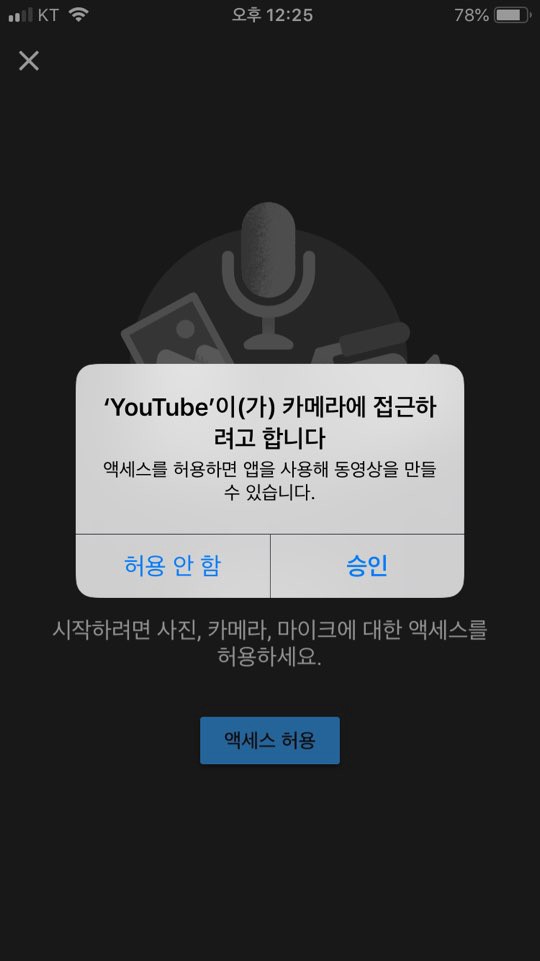 KT 오후 12:25 78%
‘YouTube’이(가) 카메라에 접근하
려고 합니다
액세스를 허용하면 앱을 사용해 동영상을 만들
수 있습니다.
허용 안 함 승인
시작하려면 사진, 카메라, 마이크에 대한 액세스를
허용하세요.
액세스 허용